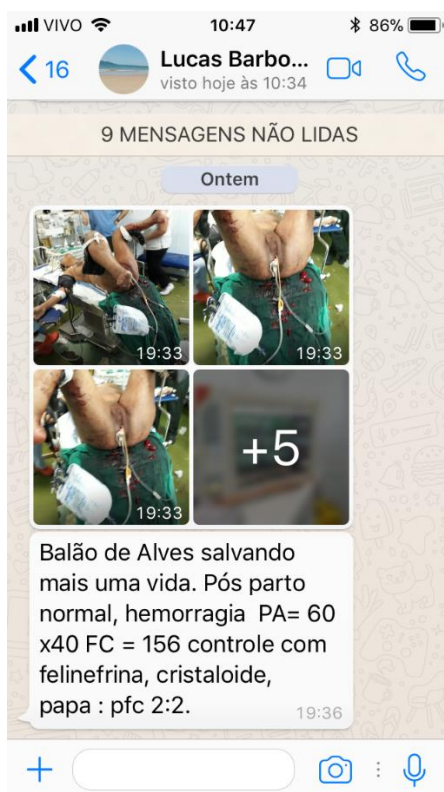 VIVO 10:47 86%
16 Lucas Barbo...
visto hoje às 10:34
9 MENSAGENS NÃO LIDAS
Ontem
19:33 19:33
19:33 +5
Balão de Alves salvando
mais uma vida. Pós parto
normal, hemorragia PA= 60
x40 FC = 156 controle com
felinefrina, cristaloide,
papa : pfc 2:2.
19:36